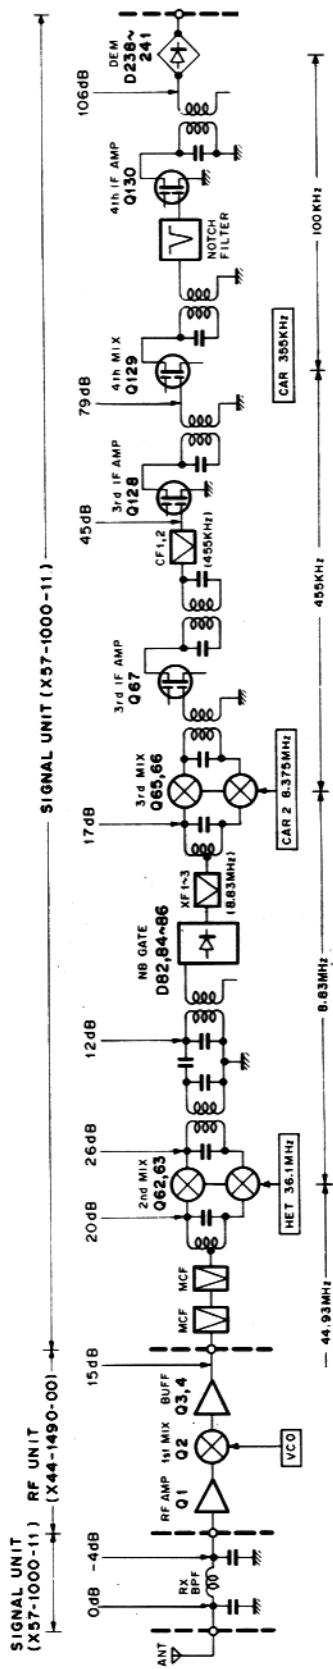 SIGNAL UNIT
(X57-1000-11)
RF UNIT
(X44-1490-00)
SIGNAL UNIT (X57-1000-11)
0dB
-4dB
15dB
20dB
26dB
12dB
17dB
45dB
79dB
106dB
ANT
RX
BPF
RF AMP
Q1
1st MIX
Q2
BUFF
Q3,4
VCO
MCF
MCF
2nd MIX
Q62,63
HET 36.1MHz
NB GATE
D82,84~86
XF1~3
(8.83MHz)
3rd MIX
Q65,66
CAR 2 8.375MHz
3rd IF AMP
Q67
CF1,2
(455KHz)
3rd IF AMP
Q128
4th MIX
Q129
CAR 355KHz
NOTCH
FILTER
4th IF AMP
Q130
DEM
D238~
241
44.93MHz
8.83MHz
455KHz
100KHz